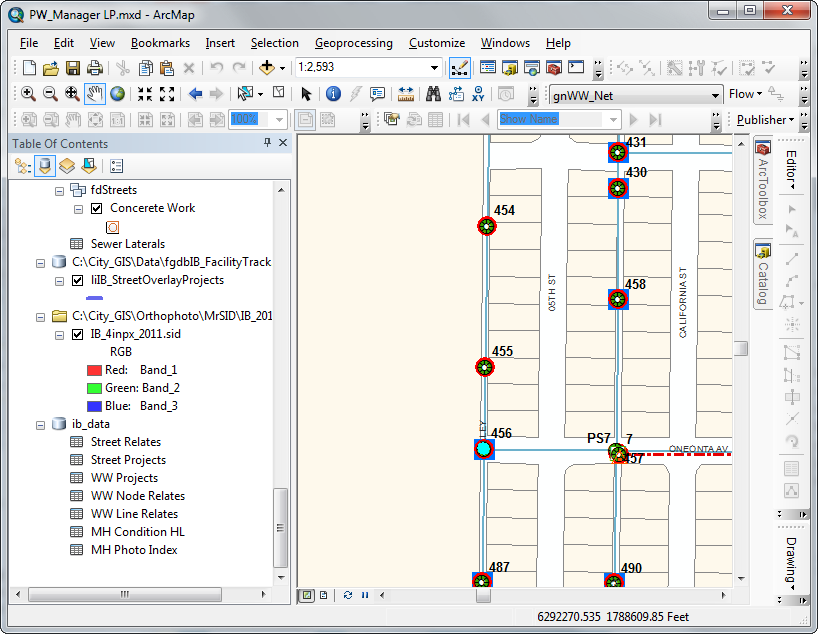 PW_Manager LP.mxd - ArcMap
File Edit View Bookmarks Insert Selection Geoprocessing Customize Windows Help
1:2,593
gnWW_Net Flow
100% Show Name Publisher
Table Of Contents
fdStreets
Concerete Work
Sewer Laterals
C:\City_GIS\Data\fgdbIB_FacilityTrack
liIB_StreetOverlayProjects
C:\City_GIS\Orthophoto\MrSID\IB_201
IB_4inpx_2011.sid
RGB
Red: Band_1
Green: Band_2
Blue: Band_3
ib_data
Street Relates
Street Projects
WW Projects
WW Node Relates
WW Line Relates
MH Condition HL
MH Photo Index
431
430
454
458
05TH ST
CALIFORNIA ST
455
456
LEY
PS7 7
457
ONEONTA AV
487
490
ArcToolbox
Catalog
Editor
Drawing
6292270.535 1788609.85 Feet